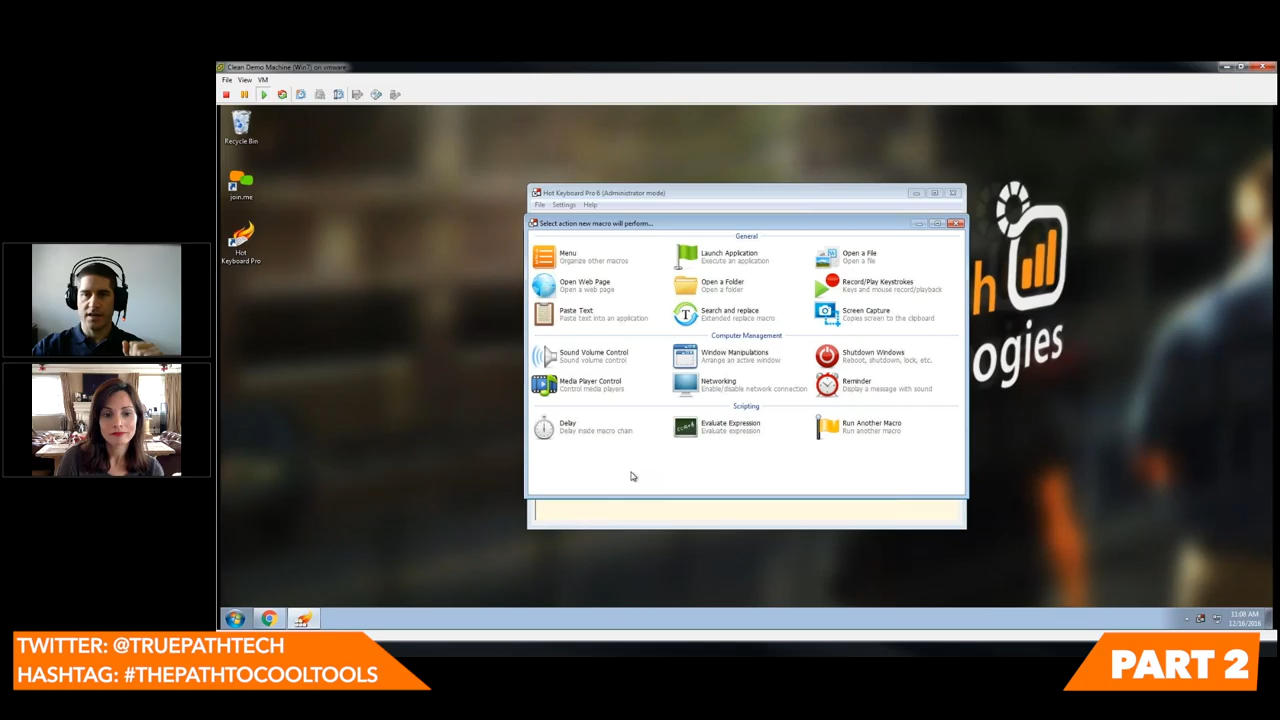 Clean Demo Machine (Win7) on vmware
File View VM
Recycle Bin
join.me
Hot
Keyboard Pro
Hot Keyboard Pro 6 (Administrator mode)
File Settings Help
Select action new macro will perform...
General
Menu
Organize other macros
Launch Application
Execute an application
Open a File
Open a file
Open Web Page
Open a web page
Open a Folder
Open a folder
Record/Play Keystrokes
Keys and mouse record/playback
Paste Text
Paste text into an application
Search and replace
Extended replace macro
Screen Capture
Copies screen to the clipboard
Computer Management
Sound Volume Control
Sound volume control
Window Manipulations
Arrange an active window
Shutdown Windows
Reboot, shutdown, lock, etc.
Media Player Control
Control media players
Networking
Enable/disable network connection
Reminder
Display a message with sound
Scripting
Delay
Delay inside macro chain
Evaluate Expression
Evaluate expression
Run Another Macro
Run another macro
h
ogies
11:08 AM
12/16/2016
TWITTER: @TRUEPATHTECH
HASHTAG: #THEPATHTOCOOLTOOLS
PART 2